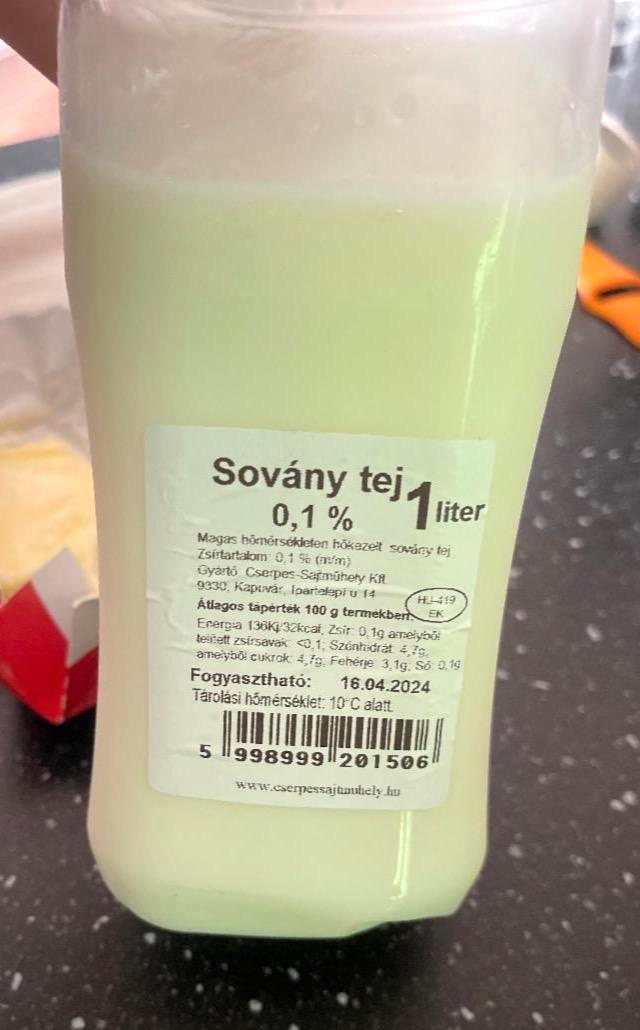 Sovány tej
0,1 %
1 liter
Magas hőmérsékleten hőkezelt sovány tej
Zsírtartalom: 0,1 % (m/m)
Gyártó: Cserpes-Sajtműhely Kft.
9330, Kapuvár, Ipartelepi u 14
HU-419
EK
Átlagos tápérték 100 g termékben:
Energia 136Kj/32kcal, Zsír: 0,1g amelyből
telített zsírsavak: <0,1; Szénhidrát: 4,7g,
amelyből cukrok: 4,7g; Fehérje: 3,1g; Só: 0,1g
Fogyasztható: 16.04.2024
Tárolási hőmérséklet: 10°C alatt.
5 998999 201506
www.cserpessajtmuhely.hu